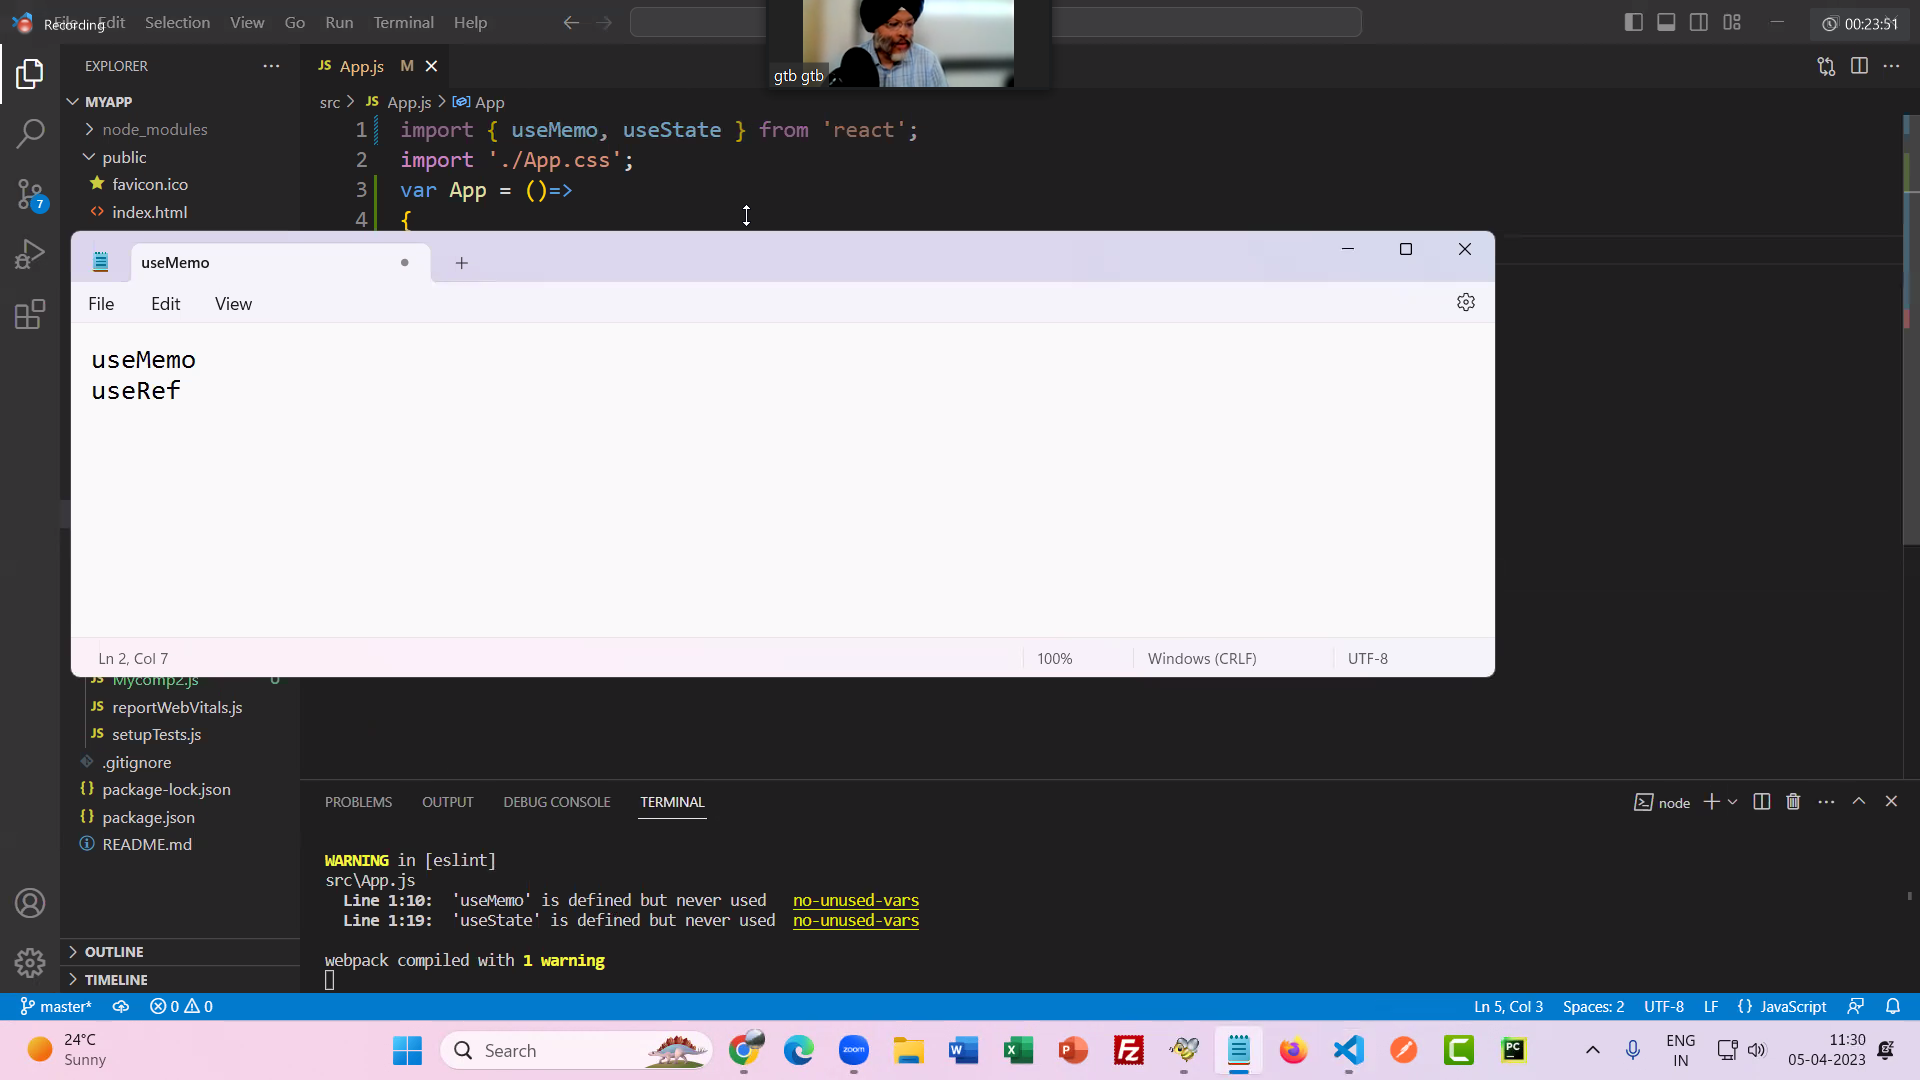 Recording
File Edit Selection View Go Run Terminal Help
00:23:51
gtb gtb
EXPLORER
JS App.js M
MYAPP
src > JS App.js > App
node_modules
public
favicon.ico
<> index.html
1 import { useMemo, useState } from 'react';
2 import './App.css';
3 var App = ()=>
4 {
7
useMemo
File Edit View
useMemo
useRef
Ln 2, Col 7
100%
Windows (CRLF)
UTF-8
JS Mycomp2.js U
JS reportWebVitals.js
JS setupTests.js
.gitignore
{} package-lock.json
{} package.json
README.md
OUTLINE
TIMELINE
PROBLEMS OUTPUT DEBUG CONSOLE TERMINAL
node
WARNING in [eslint]
src\App.js
Line 1:10: 'useMemo' is defined but never used no-unused-vars
Line 1:19: 'useState' is defined but never used no-unused-vars
webpack compiled with 1 warning
master* 0 0
Ln 5, Col 3 Spaces: 2 UTF-8 LF {} JavaScript
24°C
Sunny
Search
zoom
ENG
IN
11:30
05-04-2023